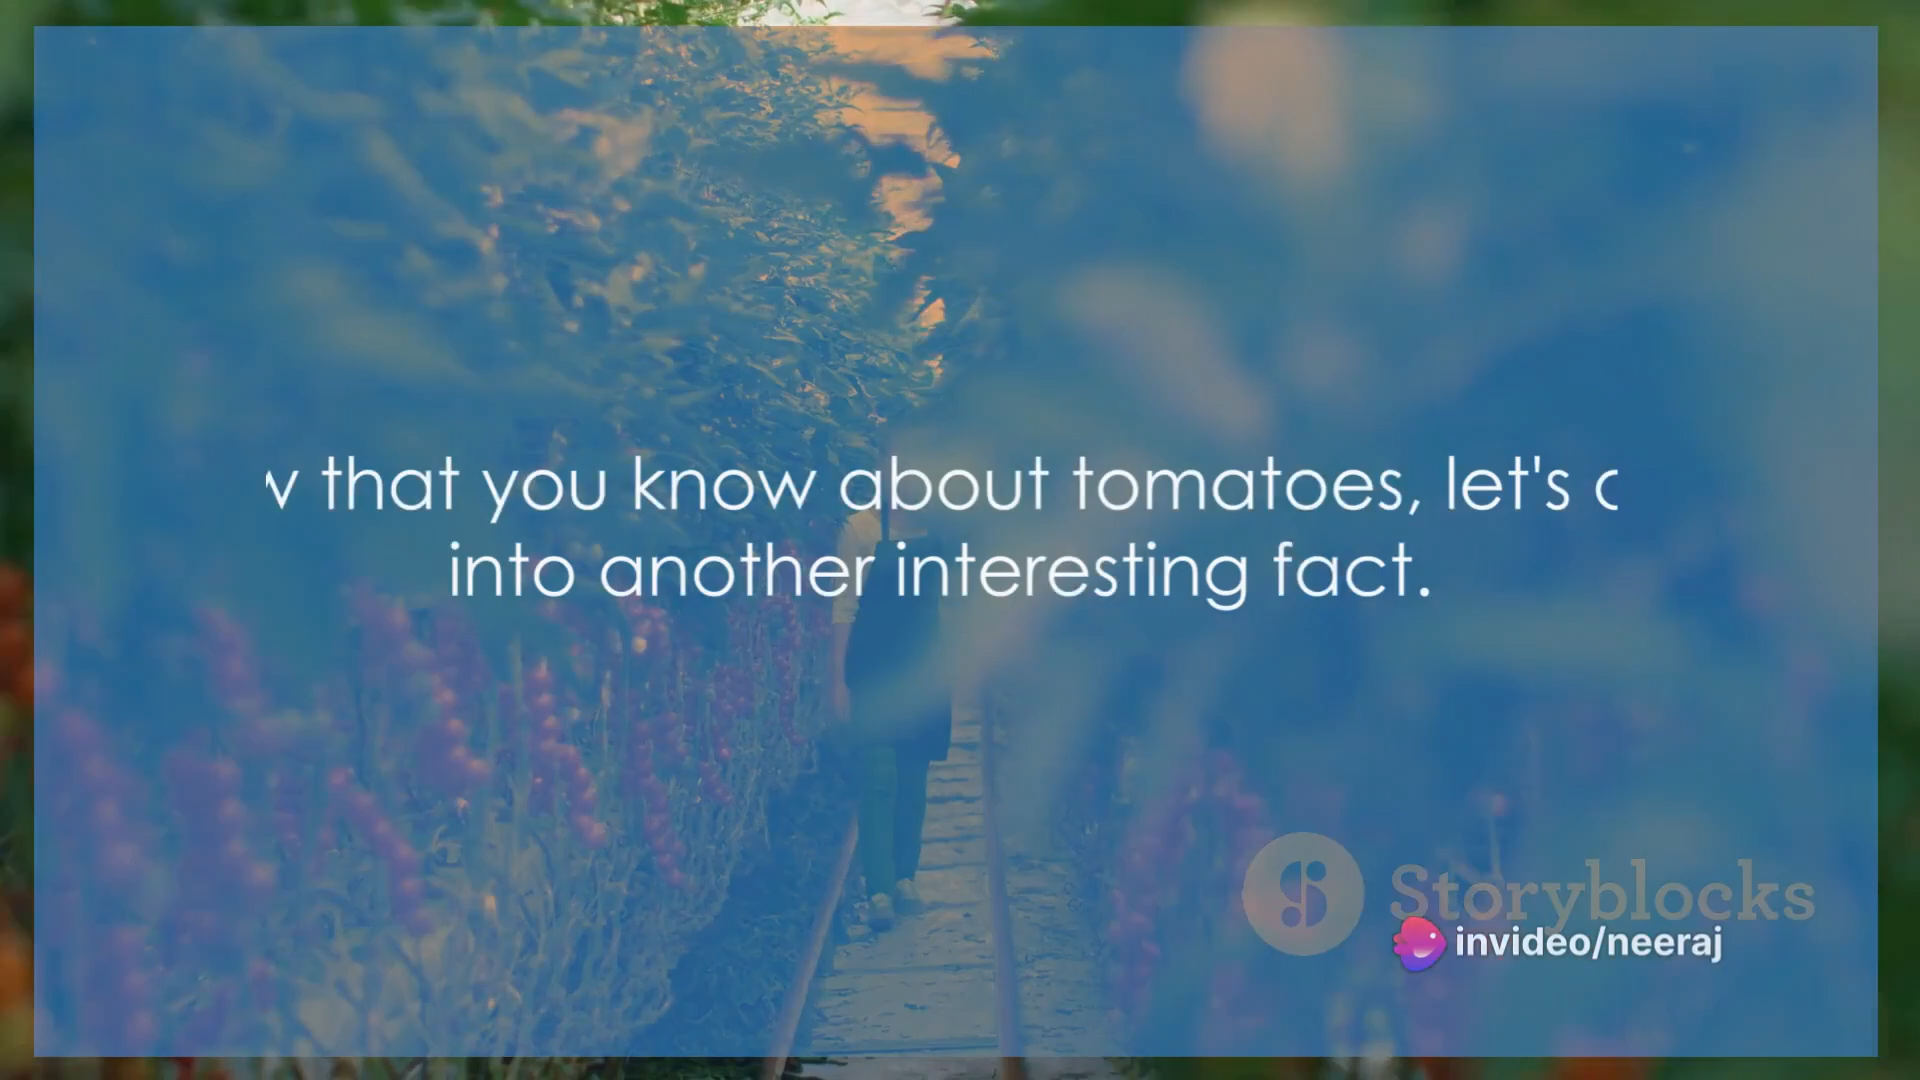 that you know about tomatoes, let's
into another interesting fact.
Storyblocks
invideo/neeraj